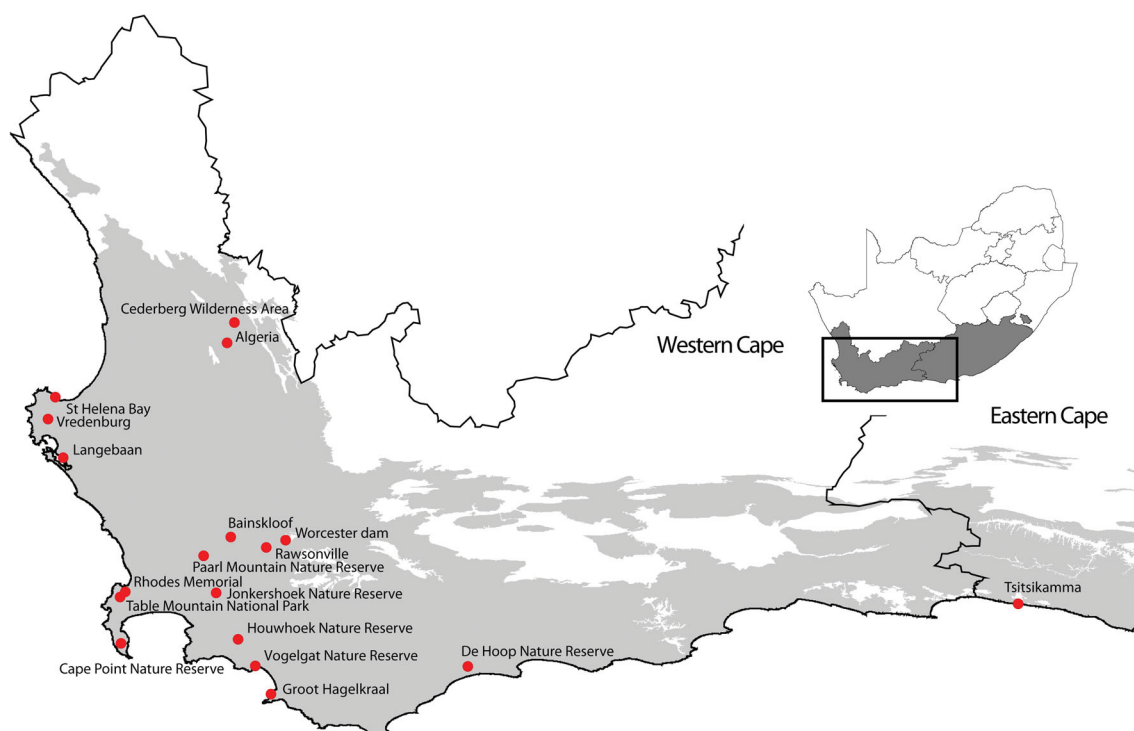 Cederberg Wilderness Area
Algeria
Western Cape
St Helena Bay
Vredenburg
Eastern Cape
Langebaan
Bainskloof
Worcester dam
Rawsonville
Paarl Mountain Nature Reserve
Rhodes Memorial
Jonkershoek Nature Reserve
Tsitsikamma
Table Mountain National Park
Houwhoek Nature Reserve
Vogelgat Nature Reserve
De Hoop Nature Reserve
Cape Point Nature Reserve
Groot Hagelkraal